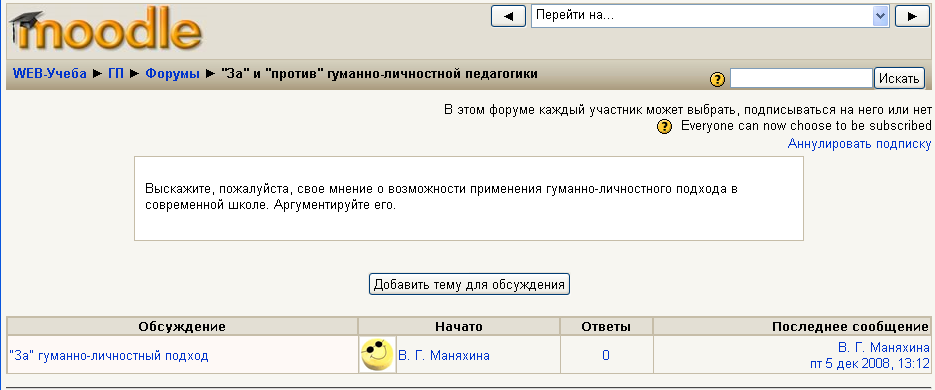 moodle
◄ Перейти на... ►
WEB-Учеба ► ГП ► Форумы ► "За" и "против" гуманно-личностной педагогики ? Искать
В этом форуме каждый участник может выбрать, подписываться на него или нет
? Everyone can now choose to be subscribed
Аннулировать подписку
Выскажите, пожалуйста, свое мнение о возможности применения гуманно-личностного подхода в
современной школе. Аргументируйте его.
Добавить тему для обсуждения
Обсуждение Начато Ответы Последнее сообщение
"За" гуманно-личностный подход В. Г. Маняхина 0 В. Г. Маняхина
пт 5 дек 2008, 13:12